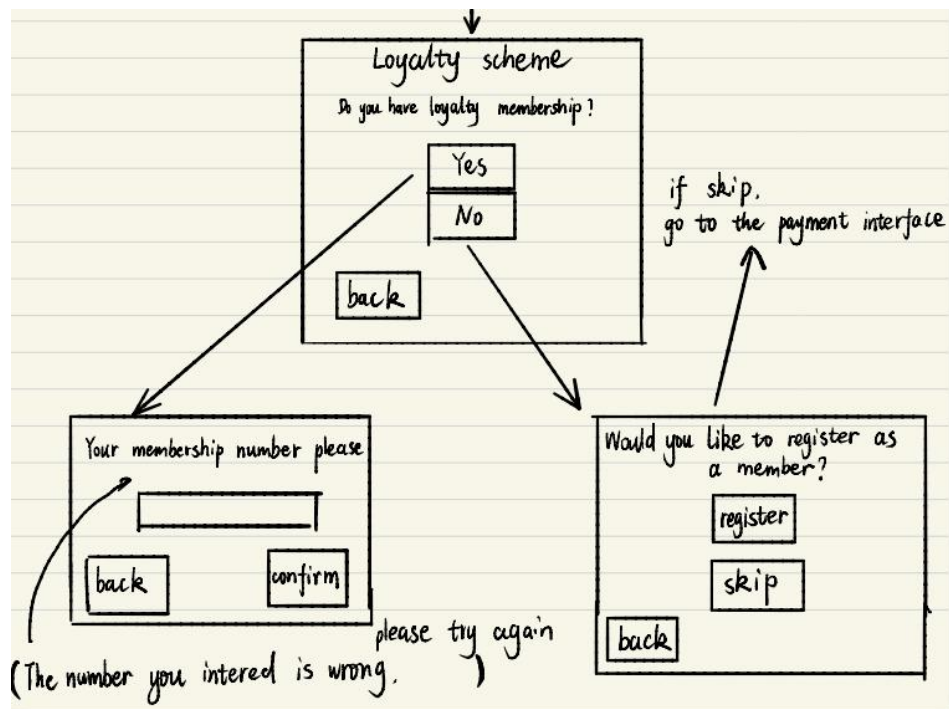 Loyalty scheme
Do you have loyalty membership?
Yes
No
back
if skip,
go to the payment interface
Your membership number please
back
confirm
please try again
(The number you intered is wrong. )
Would you like to register as
a member?
register
skip
back